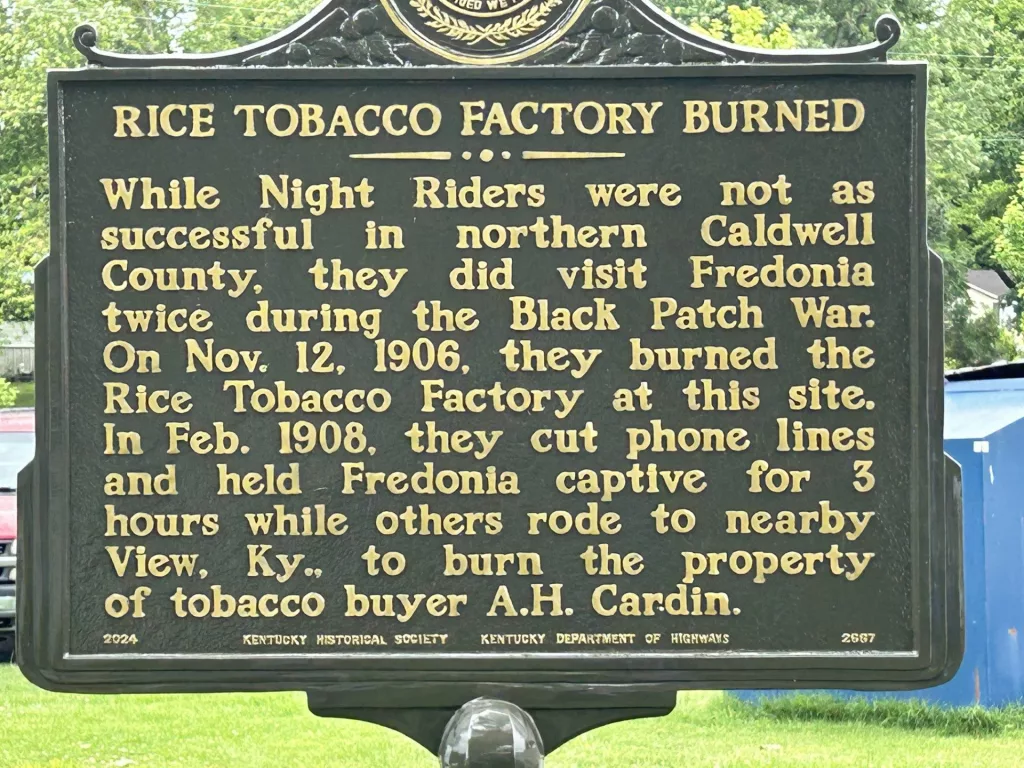 RICE TOBACCO FACTORY BURNED
While Night Riders were not as
successful in northern Caldwell
County, they did visit Fredonia
twice during the Black Patch War.
On Nov. 12, 1906, they burned the
Rice Tobacco Factory at this site.
In Feb. 1908, they cut phone lines
and held Fredonia captive for 3
hours while others rode to nearby
View, Ky., to burn the property
of tobacco buyer A.H. Cardin.
2024 KENTUCKY HISTORICAL SOCIETY KENTUCKY DEPARTMENT OF HIGHWAYS 2687